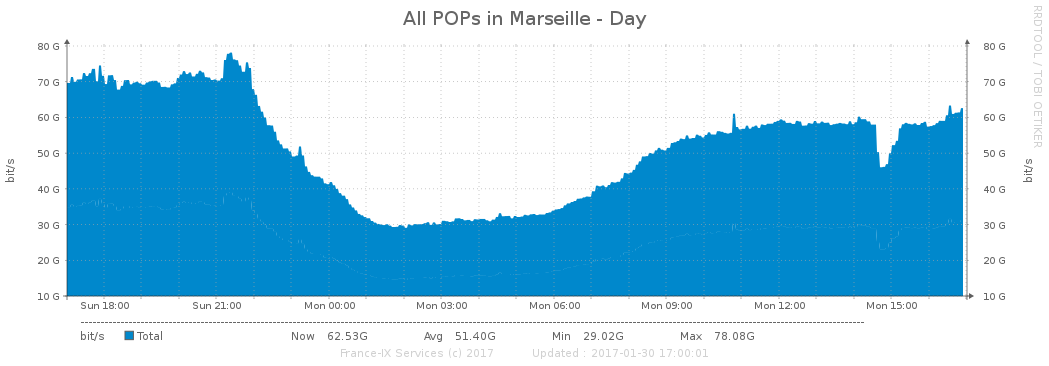 All POPs in Marseille - Day
RRDTOOL / TOBI OETIKER
80 G 80 G
70 G 70 G
60 G 60 G
50 G 50 G
40 G 40 G
30 G 30 G
20 G 20 G
10 G 10 G
bit/s
bit/s
Sun 18:00 Sun 21:00 Mon 00:00 Mon 03:00 Mon 06:00 Mon 09:00 Mon 12:00 Mon 15:00
bit/s Total Now 62.53G Avg 51.40G Min 29.02G Max 78.08G
France-IX Services (c) 2017 Updated : 2017-01-30 17:00:01